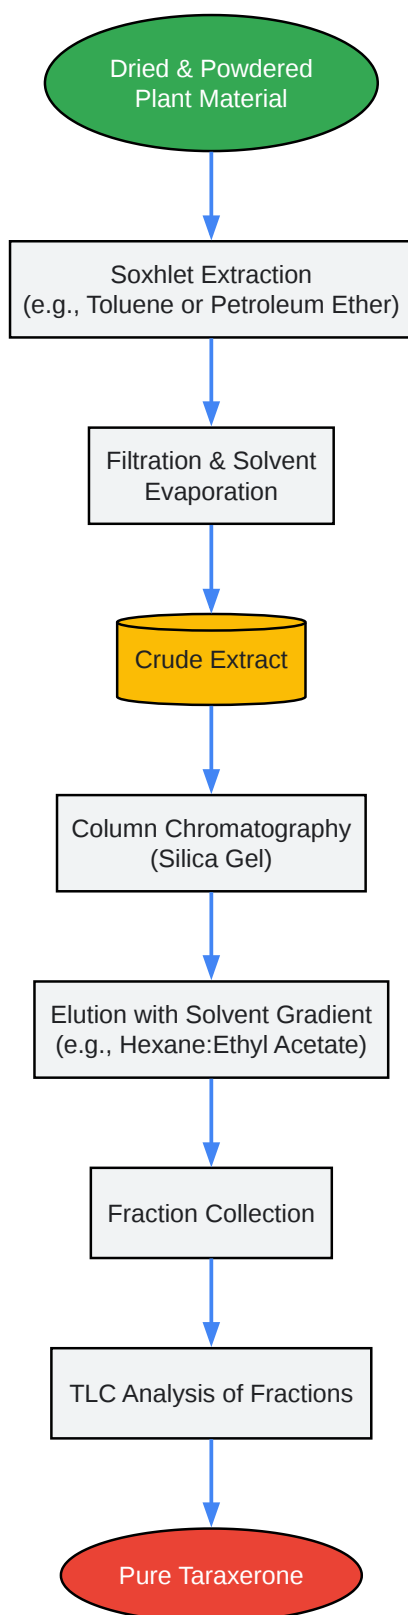 Dried & Powdered
Plant Material
Soxhlet Extraction
(e.g., Toluene or Petroleum Ether)
Filtration & Solvent
Evaporation
Crude Extract
Column Chromatography
(Silica Gel)
Elution with Solvent Gradient
(e.g., Hexane:Ethyl Acetate)
Fraction Collection
TLC Analysis of Fractions
Pure Taraxerone